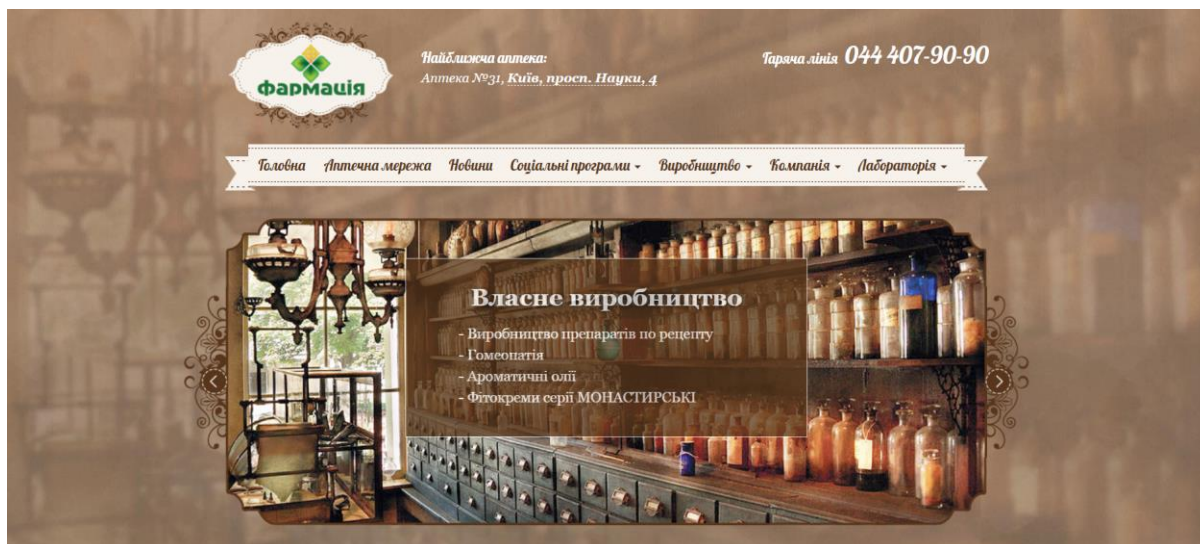 фармація
Найближча аптека:
Аптека №31, Київ, просп. Науки, 4
Гаряча лінія 044 407-90-90
Головна Аптечна мережа Новини Соціальні програми Виробництво Компанія Лабораторія
Власне виробництво
- Виробництво препаратів по рецепту
- Гомеопатія
- Ароматичні олії
- Фітокреми серії МОНАСТИРСЬКІ